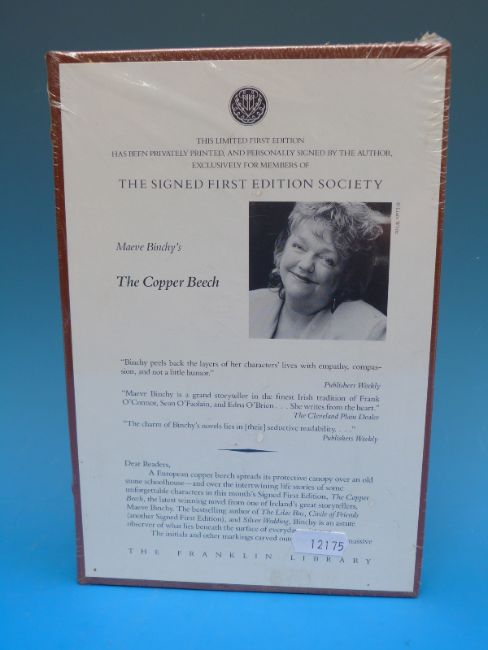 THIS LIMITED FIRST EDITION
HAS BEEN PRIVATELY PRINTED, AND PERSONALLY SIGNED BY THE AUTHOR,
EXCLUSIVELY FOR MEMBERS OF
THE SIGNED FIRST EDITION SOCIETY
Maeve Binchy's
The Copper Beech
"Binchy peels back the layers of her characters' lives with empathy, compas-
sion, and not a little humor."
Publishers Weekly
"Maeve Binchy is a grand storyteller in the finest Irish tradition of Frank
O'Connor, Sean O'Faolain, and Edna O'Brien . . . She writes from the heart."
The Cleveland Plain Dealer
"The charm of Binchy's novels lies in [their] seductive readability. . . ."
Publishers Weekly
Dear Readers,
A European copper beech spreads its protective canopy over an old
stone schoolhouse—and over the intertwining life stories of some
unforgettable characters in this month's Signed First Edition, The Copper
Beech, the latest winning novel from one of Ireland's great storytellers,
Maeve Binchy. The bestselling author of The Lilac Bus, Circle of Friends
(another Signed First Edition), and Silver Wedding, Binchy is an astute
observer of what lies beneath the surface of everyday
The initials and other markings carved out massive
12175
THE FRANKLIN LIBRARY